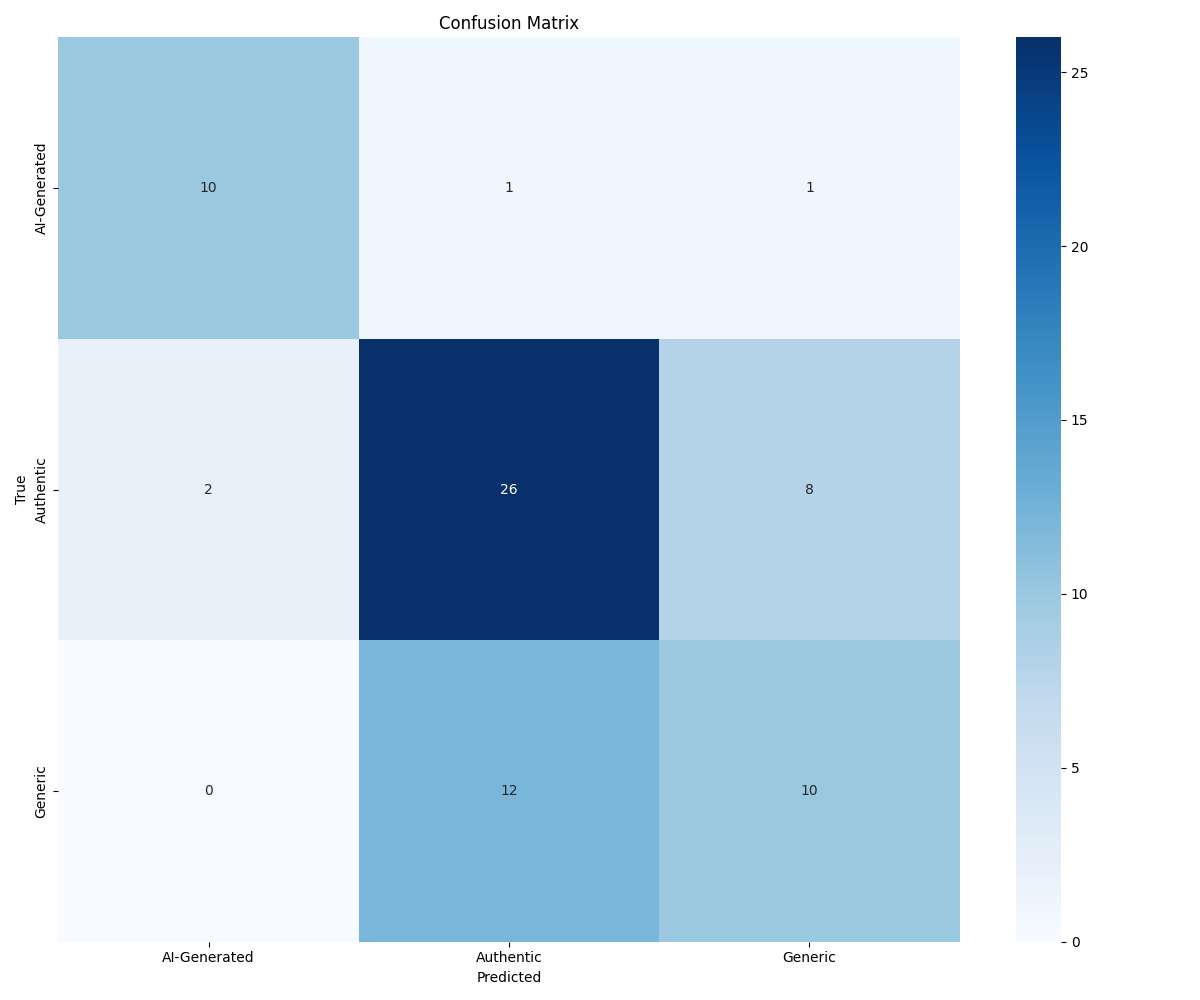 Confusion Matrix
AI-Generated
10
1
1
25
20
True
Authentic
2
26
8
15
10
Generic
0
12
10
5
0
AI-Generated
Authentic
Generic
Predicted